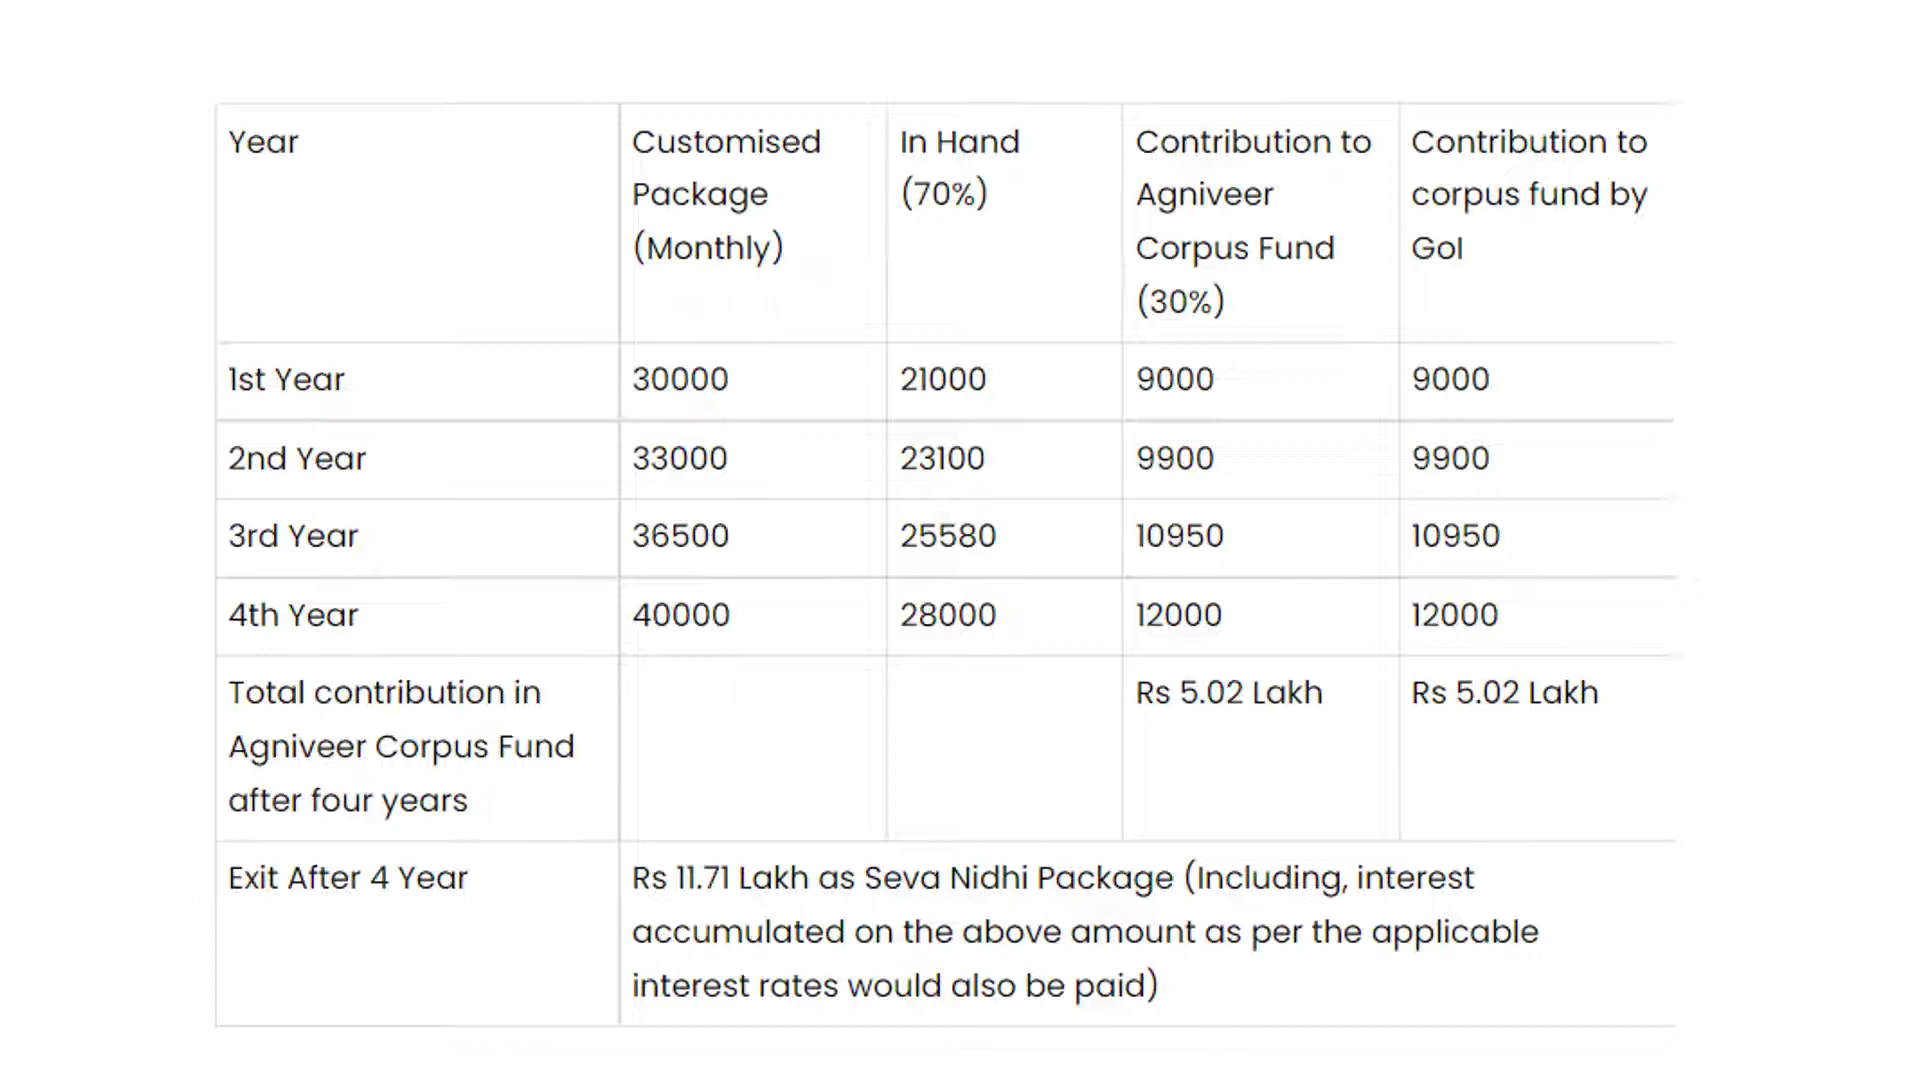 Year
Customised
Package
(Monthly)
In Hand
(70%)
Contribution to
Agniveer
Corpus Fund
(30%)
Contribution to
corpus fund by
GoI
1st Year
30000
21000
9000
9000
2nd Year
33000
23100
9900
9900
3rd Year
36500
25580
10950
10950
4th Year
40000
28000
12000
12000
Total contribution in
Agniveer Corpus Fund
after four years
Rs 5.02 Lakh
Rs 5.02 Lakh
Exit After 4 Year
Rs 11.71 Lakh as Seva Nidhi Package (Including, interest
accumulated on the above amount as per the applicable
interest rates would also be paid)